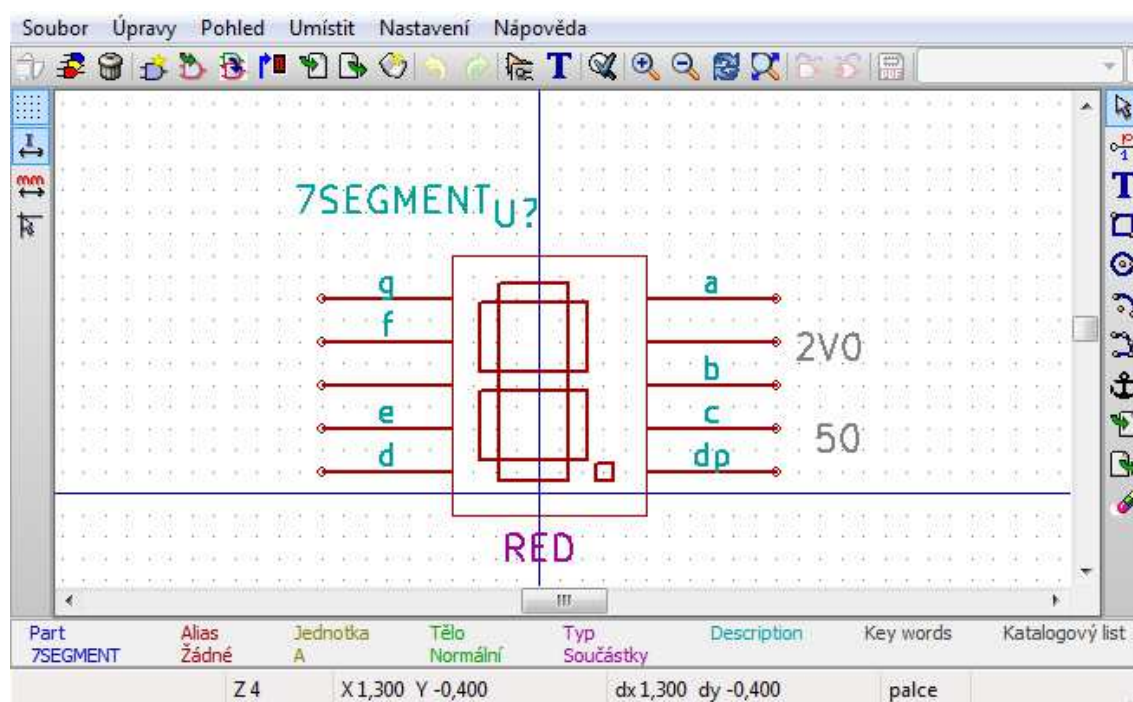 Soubor Úpravy Pohled Umístit Nastavení Nápověda
7SEGMENT U?
g a
f
2V0
b
e c
50
d dp
RED
Part Alias Jednotka Tělo Typ Description Key words Katalogový list
7SEGMENT Žádné A Normální Součástky
Z 4 X 1,300 Y -0,400 dx 1,300 dy -0,400 palce